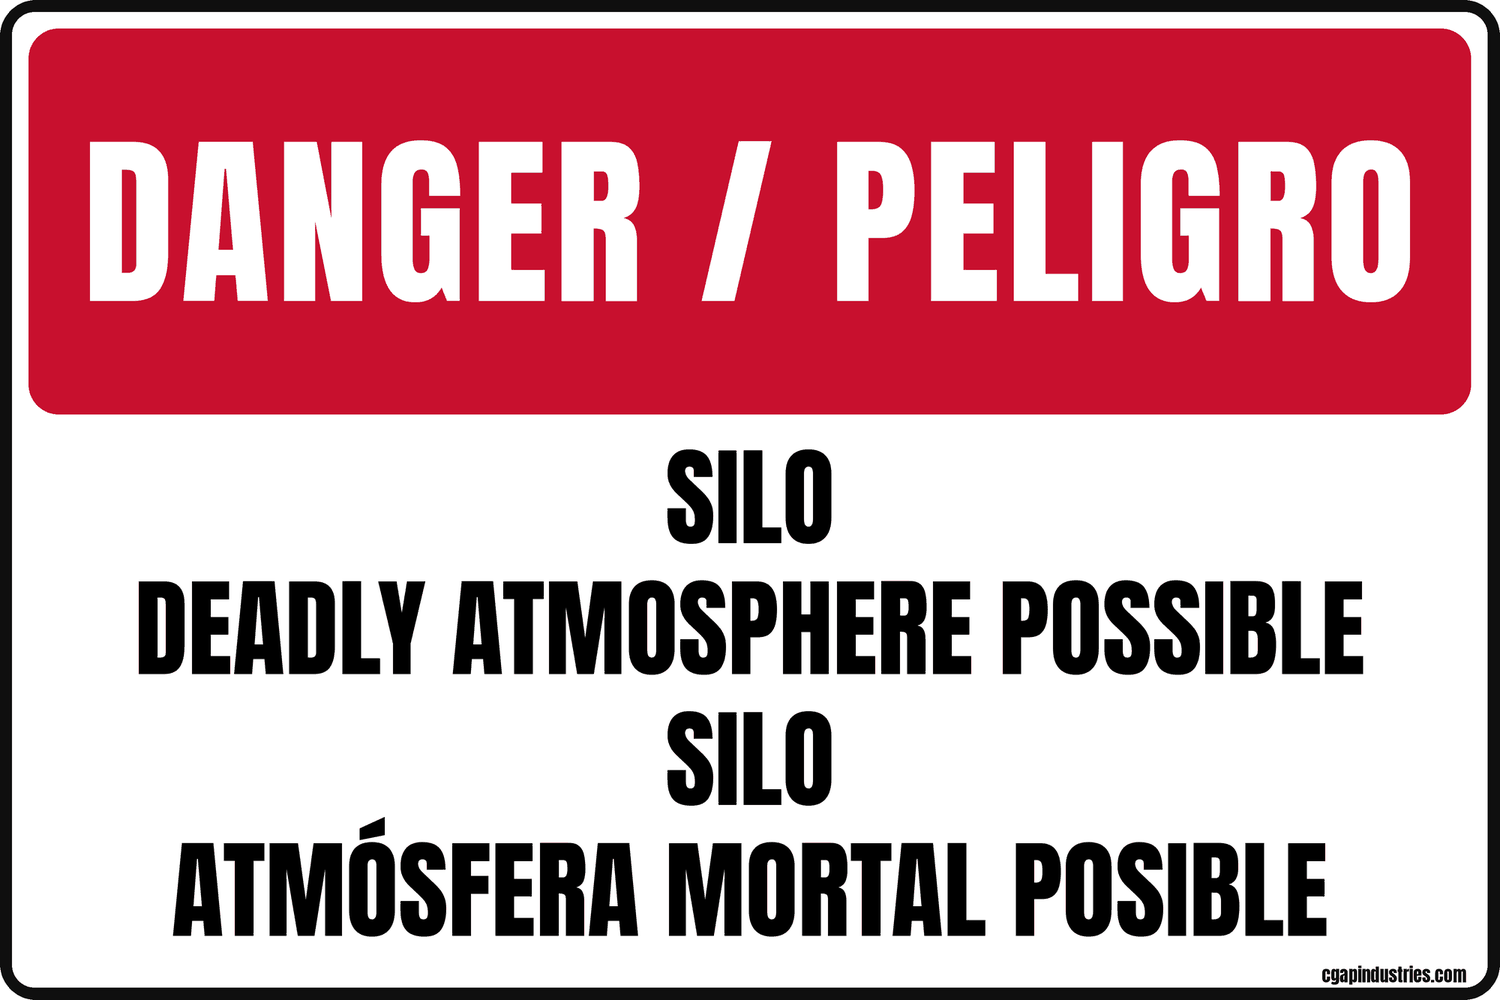 DANGER / PELIGRO
SILO
DEADLY ATMOSPHERE POSSIBLE
SILO
ATMÓSFERA MORTAL POSIBLE
cgapindustries.com